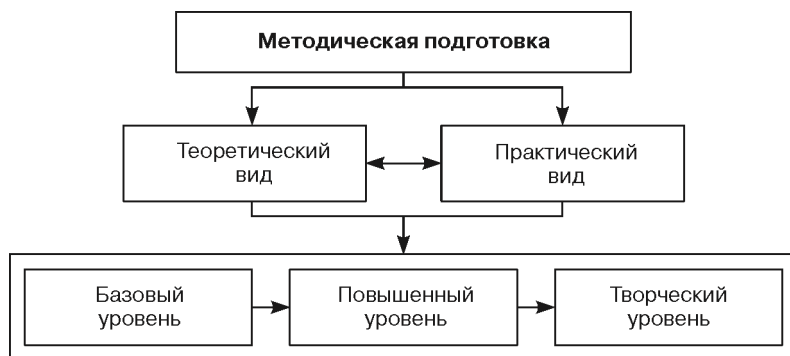 Методическая подготовка
Теоретический
вид
Практический
вид
Базовый
уровень
Повышенный
уровень
Творческий
уровень